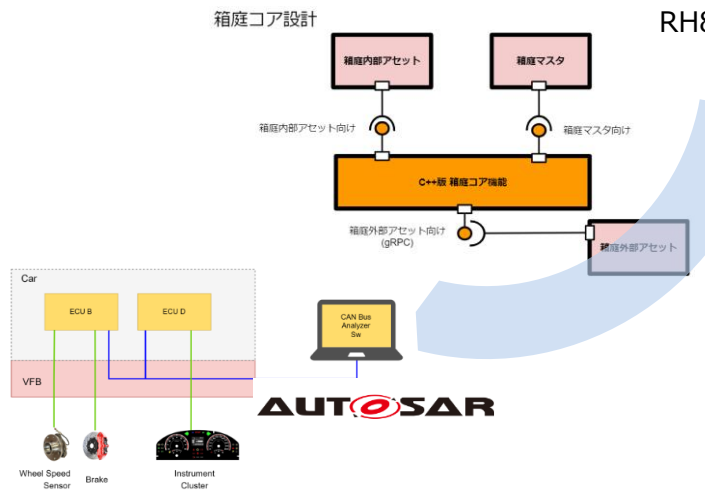 箱庭コア設計
RH8
箱庭内部アセット
箱庭マスタ
箱庭内部アセット向け
箱庭マスタ向け
C++版 箱庭コア機能
箱庭外部アセット向け
(gRPC)
箱庭外部アセット
Car
ECU B
ECU D
CAN Bus
Analyzer
Sw
VFB
AUTOSAR
Wheel Speed
Sensor
Brake
Instrument
Cluster